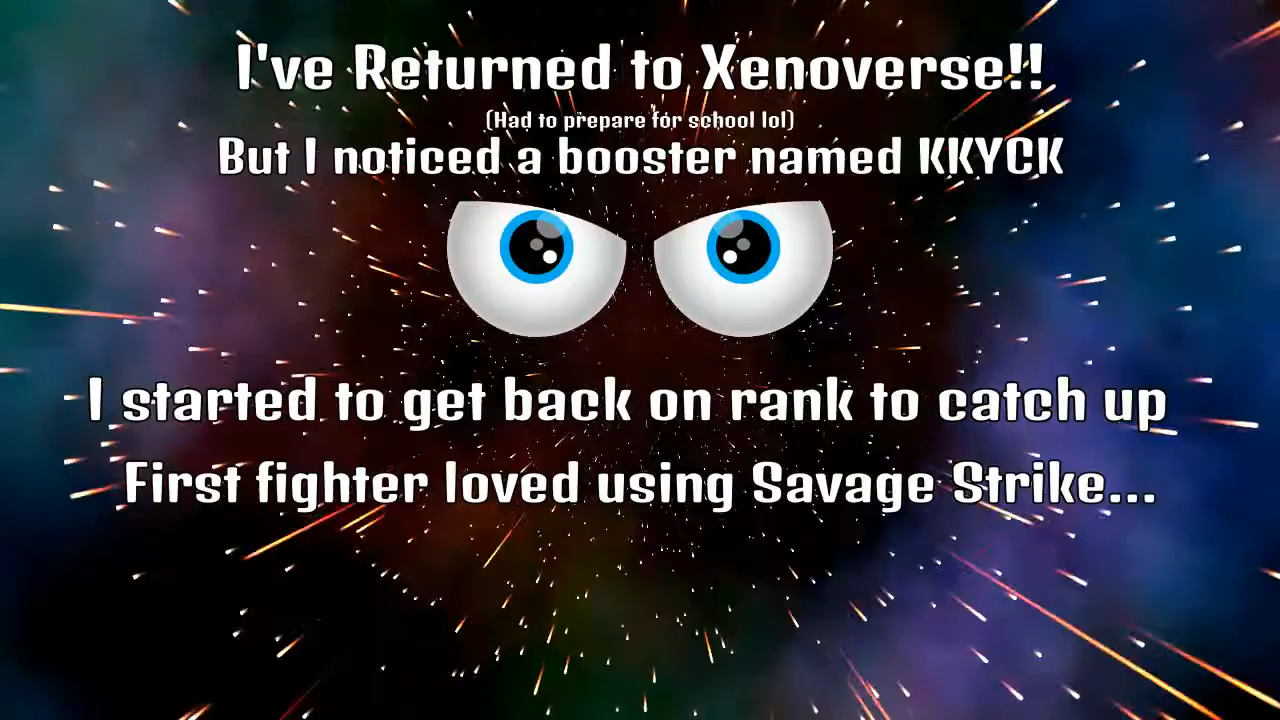 I've Returned to Xenoverse!!
(Had to prepare for school lol)
But I noticed a booster named KKYCK
I started to get back on rank to catch up
First fighter loved using Savage Strike...